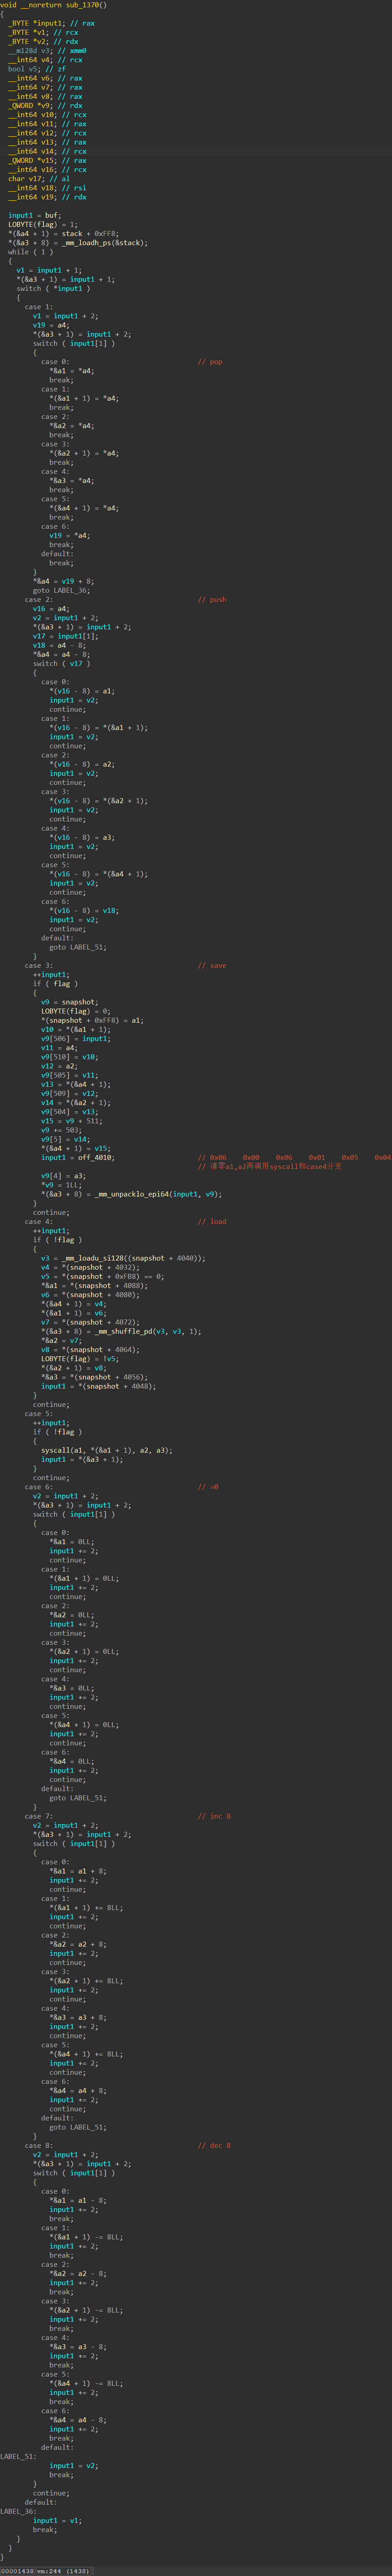 void __noreturn sub_1370()
{
  _BYTE *input1; // rax
  _BYTE *v1; // rcx
  _BYTE *v2; // rdx
  __m128d v3; // xmm0
  __int64 v4; // rcx
  bool v5; // zf
  __int64 v6; // rax
  __int64 v7; // rax
  __int64 v8; // rax
  _QWORD *v9; // rdx
  __int64 v10; // rcx
  __int64 v11; // rax
  __int64 v12; // rcx
  __int64 v13; // rax
  __int64 v14; // rcx
  _QWORD *v15; // rax
  __int64 v16; // rcx
  char v17; // al
  __int64 v18; // rsi
  __int64 v19; // rdx

  input1 = buf;
  LOBYTE(flag) = 1;
  *(&a4 + 1) = stack + 0xFF8;
  *(&a3 + 8) = _mm_loadh_ps(&stack);
  while ( 1 )
  {
    v1 = input1 + 1;
    *(&a3 + 1) = input1 + 1;
    switch ( *input1 )
    {
      case 1:
        v1 = input1 + 2;
        v19 = a4;
        *(&a3 + 1) = input1 + 2;
        switch ( input1[1] )
        {
          case 0: // pop
            *&a1 = *a4;
            break;
          case 1:
            *(&a1 + 1) = *a4;
            break;
          case 2:
            *&a2 = *a4;
            break;
          case 3:
            *(&a2 + 1) = *a4;
            break;
          case 4:
            *&a3 = *a4;
            break;
          case 5:
            *(&a4 + 1) = *a4;
            break;
          case 6:
            v19 = *a4;
            break;
          default:
            break;
        }
        *&a4 = v19 + 8;
        goto LABEL_36;
      case 2: // push
        v16 = a4;
        v2 = input1 + 2;
        *(&a3 + 1) = input1 + 2;
        v17 = input1[1];
        v18 = a4 - 8;
        *&a4 = a4 - 8;
        switch ( v17 )
        {
          case 0:
            *(v16 - 8) = a1;
            input1 = v2;
            continue;
          case 1:
            *(v16 - 8) = *(&a1 + 1);
            input1 = v2;
            continue;
          case 2:
            *(v16 - 8) = a2;
            input1 = v2;
            continue;
          case 3:
            *(v16 - 8) = *(&a2 + 1);
            input1 = v2;
            continue;
          case 4:
            *(v16 - 8) = a3;
            input1 = v2;
            continue;
          case 5:
            *(v16 - 8) = *(&a4 + 1);
            input1 = v2;
            continue;
          case 6:
            *(v16 - 8) = v18;
            input1 = v2;
            continue;
          default:
            goto LABEL_51;
        }
      case 3: // save
        ++input1;
        if ( flag )
        {
          v9 = snapshot;
          LOBYTE(flag) = 0;
          *(snapshot + 0xFF8) = a1;
          v10 = *(&a1 + 1);
          v9[506] = input1;
          v11 = a4;
          v9[510] = v10;
          v12 = a2;
          v9[505] = v11;
          v13 = *(&a4 + 1);
          v9[509] = v12;
          v14 = *(&a2 + 1);
          v9[504] = v13;
          v15 = v9 + 511;
          v9 += 503;
          v9[5] = v14;
          *(&a4 + 1) = v15;
          input1 = off_4010; // 0x06 0x00 0x06 0x01 0x05 0x04
                             // 清零a1,a2再调用syscall和case4分支
          v9[4] = a3;
          *v9 = 1LL;
          *(&a3 + 8) = _mm_unpacklo_epi64(input1, v9);
        }
        continue;
      case 4: // load
        ++input1;
        if ( !flag )
        {
          v3 = _mm_loadu_si128((snapshot + 4040));
          v4 = *(snapshot + 4032);
          v5 = *(snapshot + 0xFB8) == 0;
          *&a1 = *(snapshot + 4088);
          v6 = *(snapshot + 4080);
          *(&a4 + 1) = v4;
          *(&a1 + 1) = v6;
          v7 = *(snapshot + 4072);
          *(&a3 + 8) = _mm_shuffle_pd(v3, v3, 1);
          *&a2 = v7;
          v8 = *(snapshot + 4064);
          LOBYTE(flag) = !v5;
          *(&a2 + 1) = v8;
          *&a3 = *(snapshot + 4056);
          input1 = *(snapshot + 4048);
        }
        continue;
      case 5:
        ++input1;
        if ( !flag )
        {
          syscall(a1, *(&a1 + 1), a2, a3);
          input1 = *(&a3 + 1);
        }
        continue;
      case 6: // =0
        v2 = input1 + 2;
        *(&a3 + 1) = input1 + 2;
        switch ( input1[1] )
        {
          case 0:
            *&a1 = 0LL;
            input1 += 2;
            continue;
          case 1:
            *(&a1 + 1) = 0LL;
            input1 += 2;
            continue;
          case 2:
            *&a2 = 0LL;
            input1 += 2;
            continue;
          case 3:
            *(&a2 + 1) = 0LL;
            input1 += 2;
            continue;
          case 4:
            *&a3 = 0LL;
            input1 += 2;
            continue;
          case 5:
            *(&a4 + 1) = 0LL;
            input1 += 2;
            continue;
          case 6:
            *&a4 = 0LL;
            input1 += 2;
            continue;
          default:
            goto LABEL_51;
        }
      case 7: // inc 8
        v2 = input1 + 2;
        *(&a3 + 1) = input1 + 2;
        switch ( input1[1] )
        {
          case 0:
            *&a1 = a1 + 8;
            input1 += 2;
            continue;
          case 1:
            *(&a1 + 1) += 8LL;
            input1 += 2;
            continue;
          case 2:
            *&a2 = a2 + 8;
            input1 += 2;
            continue;
          case 3:
            *(&a2 + 1) += 8LL;
            input1 += 2;
            continue;
          case 4:
            *&a3 = a3 + 8;
            input1 += 2;
            continue;
          case 5:
            *(&a4 + 1) += 8LL;
            input1 += 2;
            continue;
          case 6:
            *&a4 = a4 + 8;
            input1 += 2;
            continue;
          default:
            goto LABEL_51;
        }
      case 8: // dec 8
        v2 = input1 + 2;
        *(&a3 + 1) = input1 + 2;
        switch ( input1[1] )
        {
          case 0:
            *&a1 = a1 - 8;
            input1 += 2;
            break;
          case 1:
            *(&a1 + 1) -= 8LL;
            input1 += 2;
            break;
          case 2:
            *&a2 = a2 - 8;
            input1 += 2;
            break;
          case 3:
            *(&a2 + 1) -= 8LL;
            input1 += 2;
            break;
          case 4:
            *&a3 = a3 - 8;
            input1 += 2;
            break;
          case 5:
            *(&a4 + 1) -= 8LL;
            input1 += 2;
            break;
          case 6:
            *&a4 = a4 - 8;
            input1 += 2;
            break;
          default:
LABEL_51:
            input1 = v2;
            break;
        }
        continue;
      default:
LABEL_36:
        input1 = v1;
        break;
    }
  }
}
00001438 vm:244 (1438)